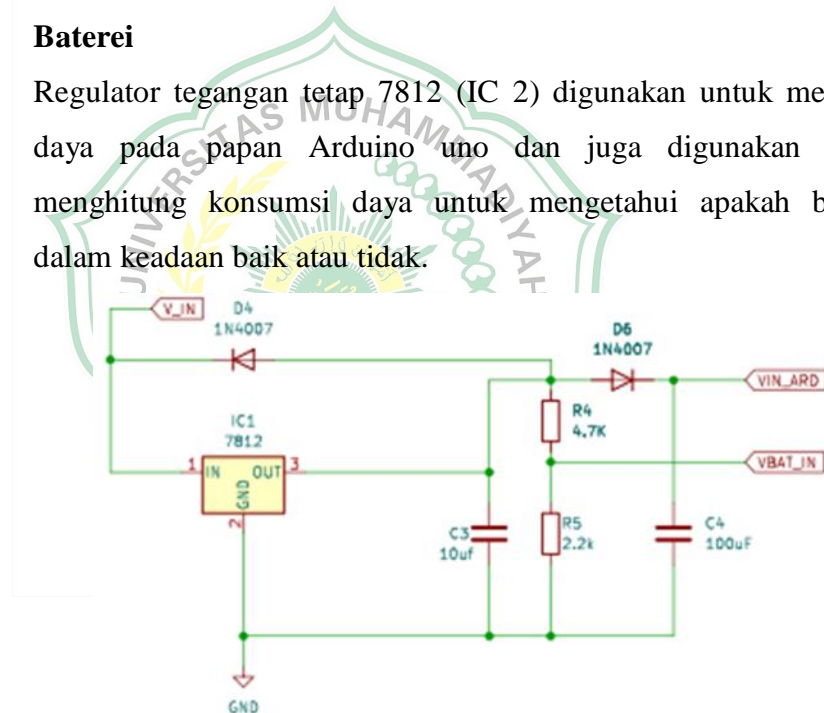 Baterei
Regulator tegangan tetap 7812 (IC 2) digunakan untuk me
daya pada papan Arduino uno dan juga digunakan
menghitung konsumsi daya untuk mengetahui apakah b
dalam keadaan baik atau tidak.
UNIVERSITAS MUHAMMADIYAH
V_IN D4
1N4007
D6
1N4007
VIN_ARD
R4
4.7K
IC1
7812
1 IN OUT 3
GND
2
VBAT_IN
C3
10uf
R5
2.2k
C4
100uF
GND